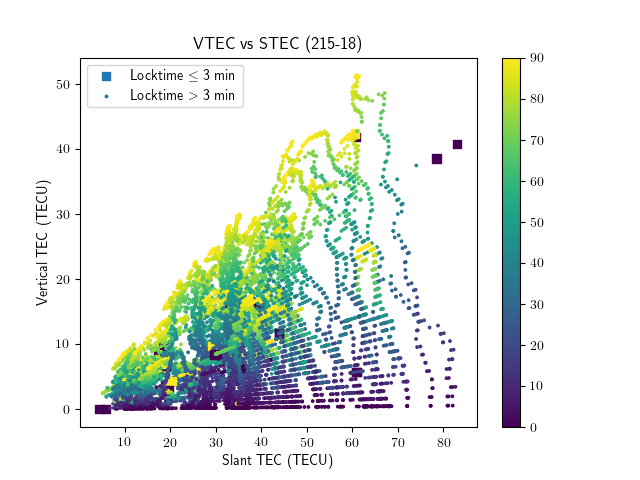 VTEC vs STEC (215-18)
Locktime ≤ 3 min
Locktime > 3 min
Vertical TEC (TECU)
50
40
30
20
10
0
10 20 30 40 50 60 70 80
Slant TEC (TECU)
90
80
70
60
50
40
30
20
10
0